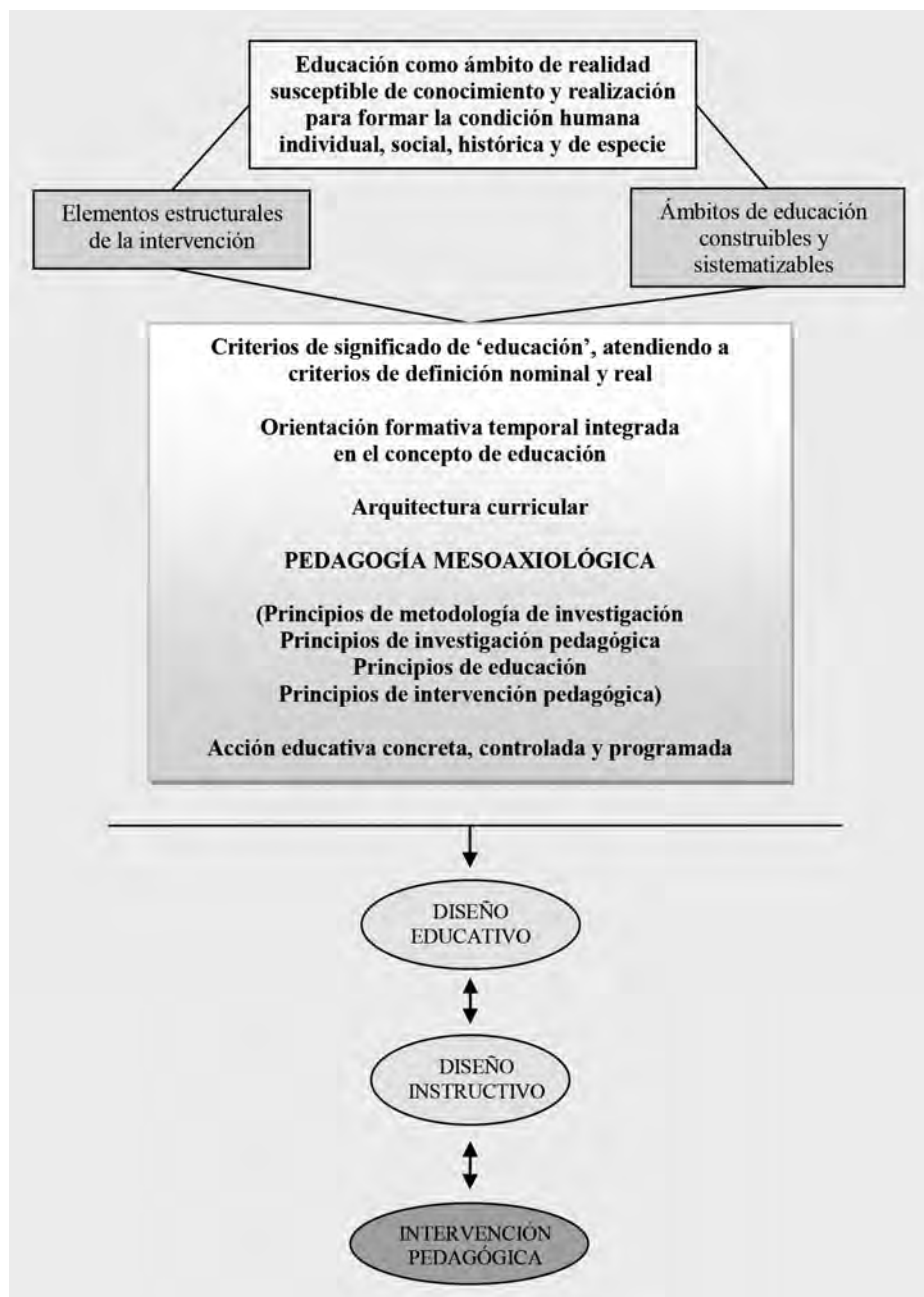 Educación como ámbito de realidad
susceptible de conocimiento y realización
para formar la condición humana
individual, social, histórica y de especie
Elementos estructurales
de la intervención
Ámbitos de educación
construibles y
sistematizables
Criterios de significado de ‘educación’, atendiendo a
criterios de definición nominal y real
Orientación formativa temporal integrada
en el concepto de educación
Arquitectura curricular
PEDAGOGÍA MESOAXIOLÓGICA
(Principios de metodología de investigación
Principios de investigación pedagógica
Principios de educación
Principios de intervención pedagógica)
Acción educativa concreta, controlada y programada
DISEÑO
EDUCATIVO
DISEÑO
INSTRUCTIVO
INTERVENCIÓN
PEDAGÓGICA